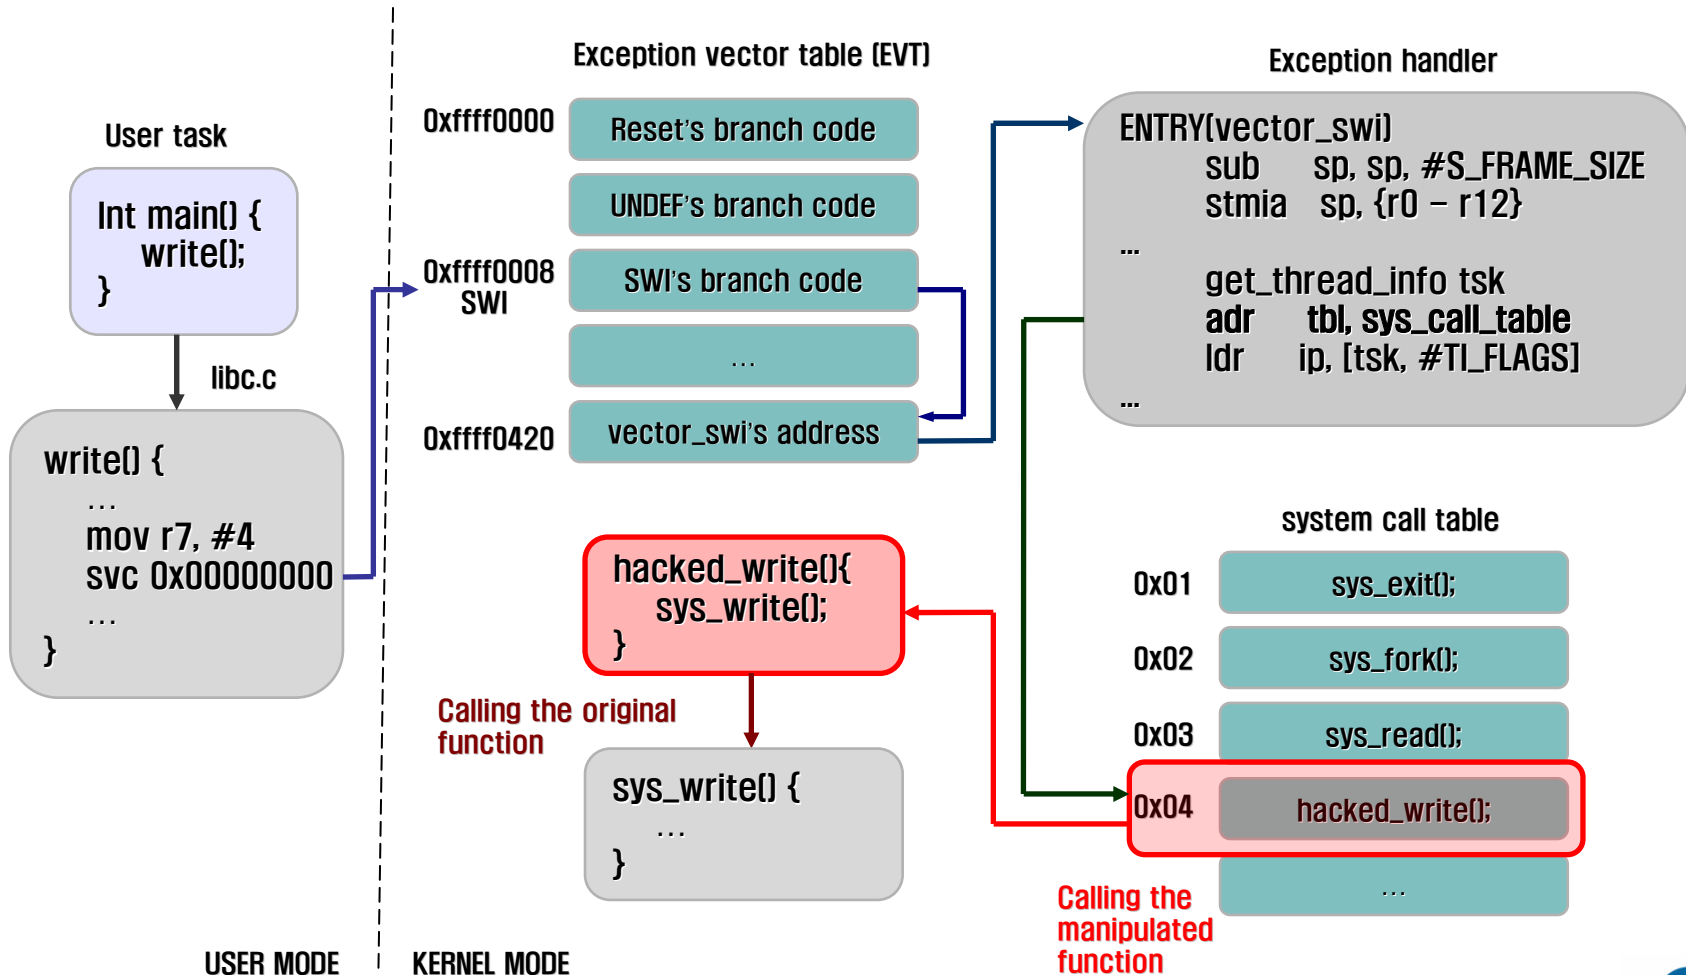 User task
Int main() {
write();
}
libc.c
write() {
...
mov r7, #4
svc 0x00000000
...
}
USER MODE
KERNEL MODE
Exception vector table (EVT)
0xffff0000
Reset's branch code
UNDEF's branch code
0xffff0008
SWI
SWI's branch code
...
0xffff0420
vector_swi's address
Exception handler
ENTRY(vector_swi)
sub sp, sp, #S_FRAME_SIZE
stmia sp, {r0 – r12}
...
get_thread_info tsk
adr tbl, sys_call_table
ldr ip, [tsk, #TI_FLAGS]
...
system call table
0x01 sys_exit();
0x02 sys_fork();
0x03 sys_read();
0x04 hacked_write();
...
Calling the
manipulated
function
hacked_write(){
sys_write();
}
Calling the original
function
sys_write() {
...
}